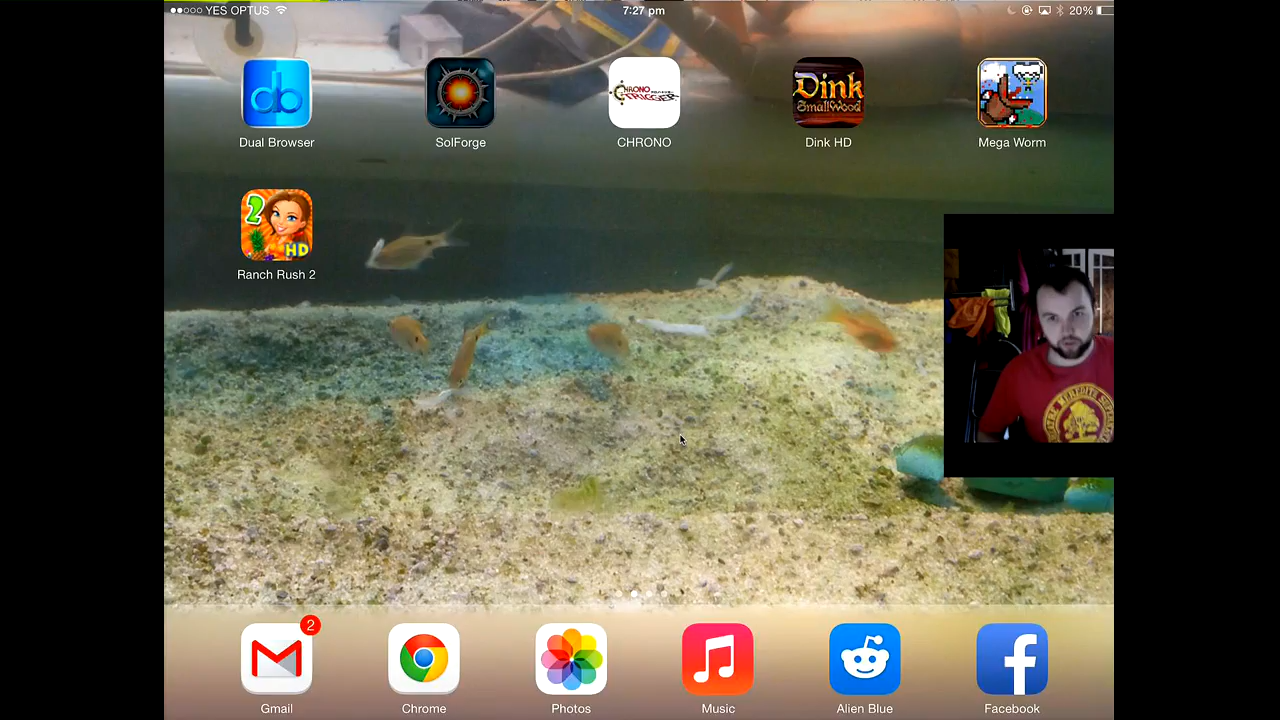 YES OPTUS
7:27 pm
20%
db
CHRONO TRIGGER
Dink
SmallWood
Dual Browser
SolForge
CHRONO
Dink HD
Mega Worm
2
HD
Ranch Rush 2
2
Gmail
Chrome
Photos
Music
Alien Blue
Facebook